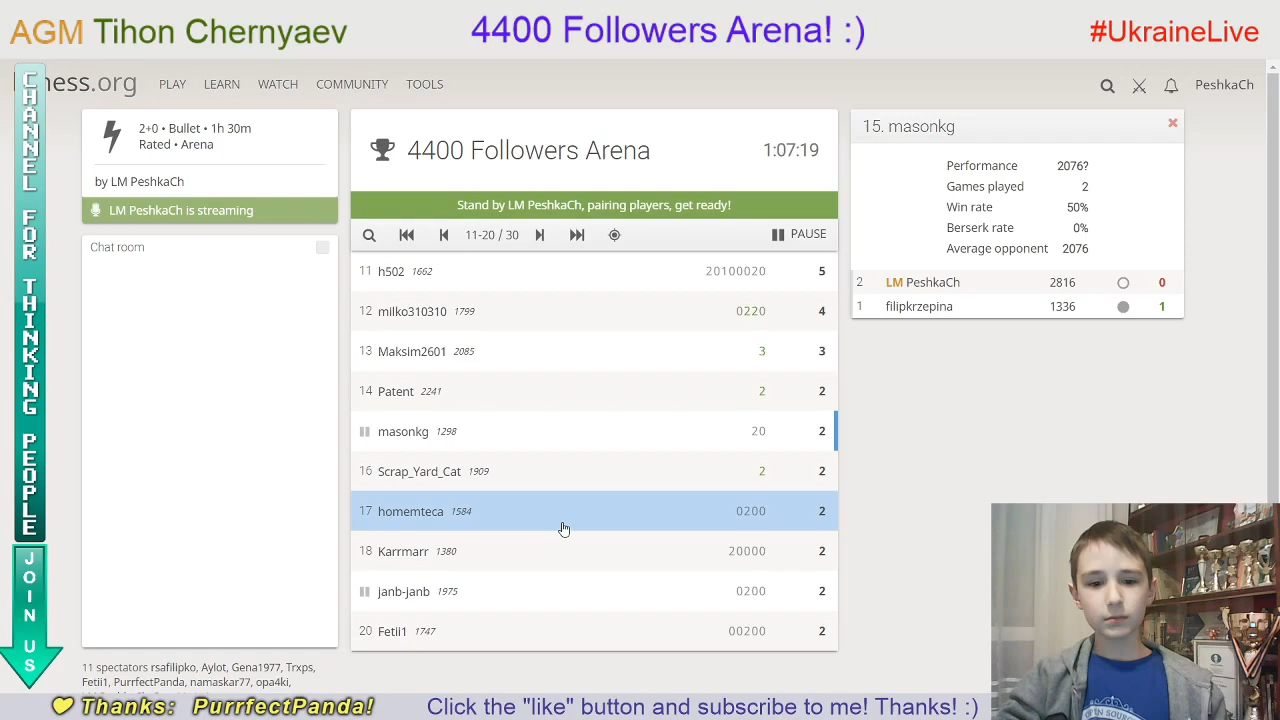 AGM Tihon Chernyaev
4400 Followers Arena! :)
#UkraineLive
ness.org
PLAY
LEARN
WATCH
COMMUNITY
TOOLS
PeshkaCh
CHANNEL FOR THINKING PEOPLE
JOIN US
2+0 • Bullet • 1h 30m
Rated • Arena
by LM PeshkaCh
LM PeshkaCh is streaming
Chat room
4400 Followers Arena
1:07:19
Stand by LM PeshkaCh, pairing players, get ready!
11-20 / 30
PAUSE
11 h502 1662 20100020 5
12 milko310310 1799 0220 4
13 Maksim2601 2085 3 3
14 Patent 2241 2 2
masonkg 1298 20 2
16 Scrap_Yard_Cat 1909 2 2
17 homemteca 1584 0200 2
18 Karrmarr 1380 20000 2
Janb-Janb 1975 0200 2
20 Fetii1 1747 00200 2
15. masonkg
Performance 2076?
Games played 2
Win rate 50%
Berserk rate 0%
Average opponent 2076
2 LM PeshkaCh 2816 0
1 filipkrzepina 1336 1
11 spectators rsafilipko, Aylot, Gena1977, Trxps,
Fetii1, PurrfectPanda, namaskar77, opa4ki,
Thanks: PurrfectPanda!
Click the "like" button and subscribe to me! Thanks! :)